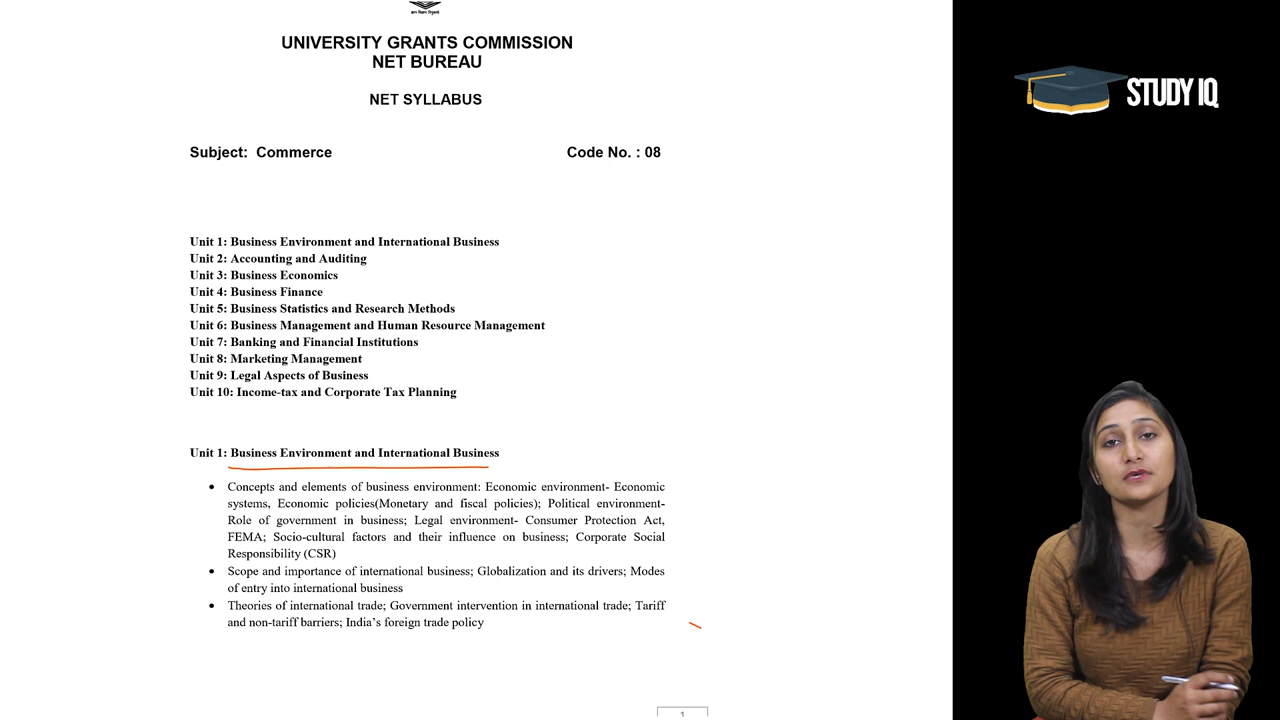 UNIVERSITY GRANTS COMMISSION
NET BUREAU
NET SYLLABUS
STUDY IQ
Subject: Commerce Code No. : 08
Unit 1: Business Environment and International Business
Unit 2: Accounting and Auditing
Unit 3: Business Economics
Unit 4: Business Finance
Unit 5: Business Statistics and Research Methods
Unit 6: Business Management and Human Resource Management
Unit 7: Banking and Financial Institutions
Unit 8: Marketing Management
Unit 9: Legal Aspects of Business
Unit 10: Income-tax and Corporate Tax Planning
Unit 1: Business Environment and International Business
• Concepts and elements of business environment: Economic environment- Economic
systems, Economic policies(Monetary and fiscal policies); Political environment-
Role of government in business; Legal environment- Consumer Protection Act,
FEMA; Socio-cultural factors and their influence on business; Corporate Social
Responsibility (CSR)
• Scope and importance of international business; Globalization and its drivers; Modes
of entry into international business
• Theories of international trade; Government intervention in international trade; Tariff
and non-tariff barriers; India's foreign trade policy
1